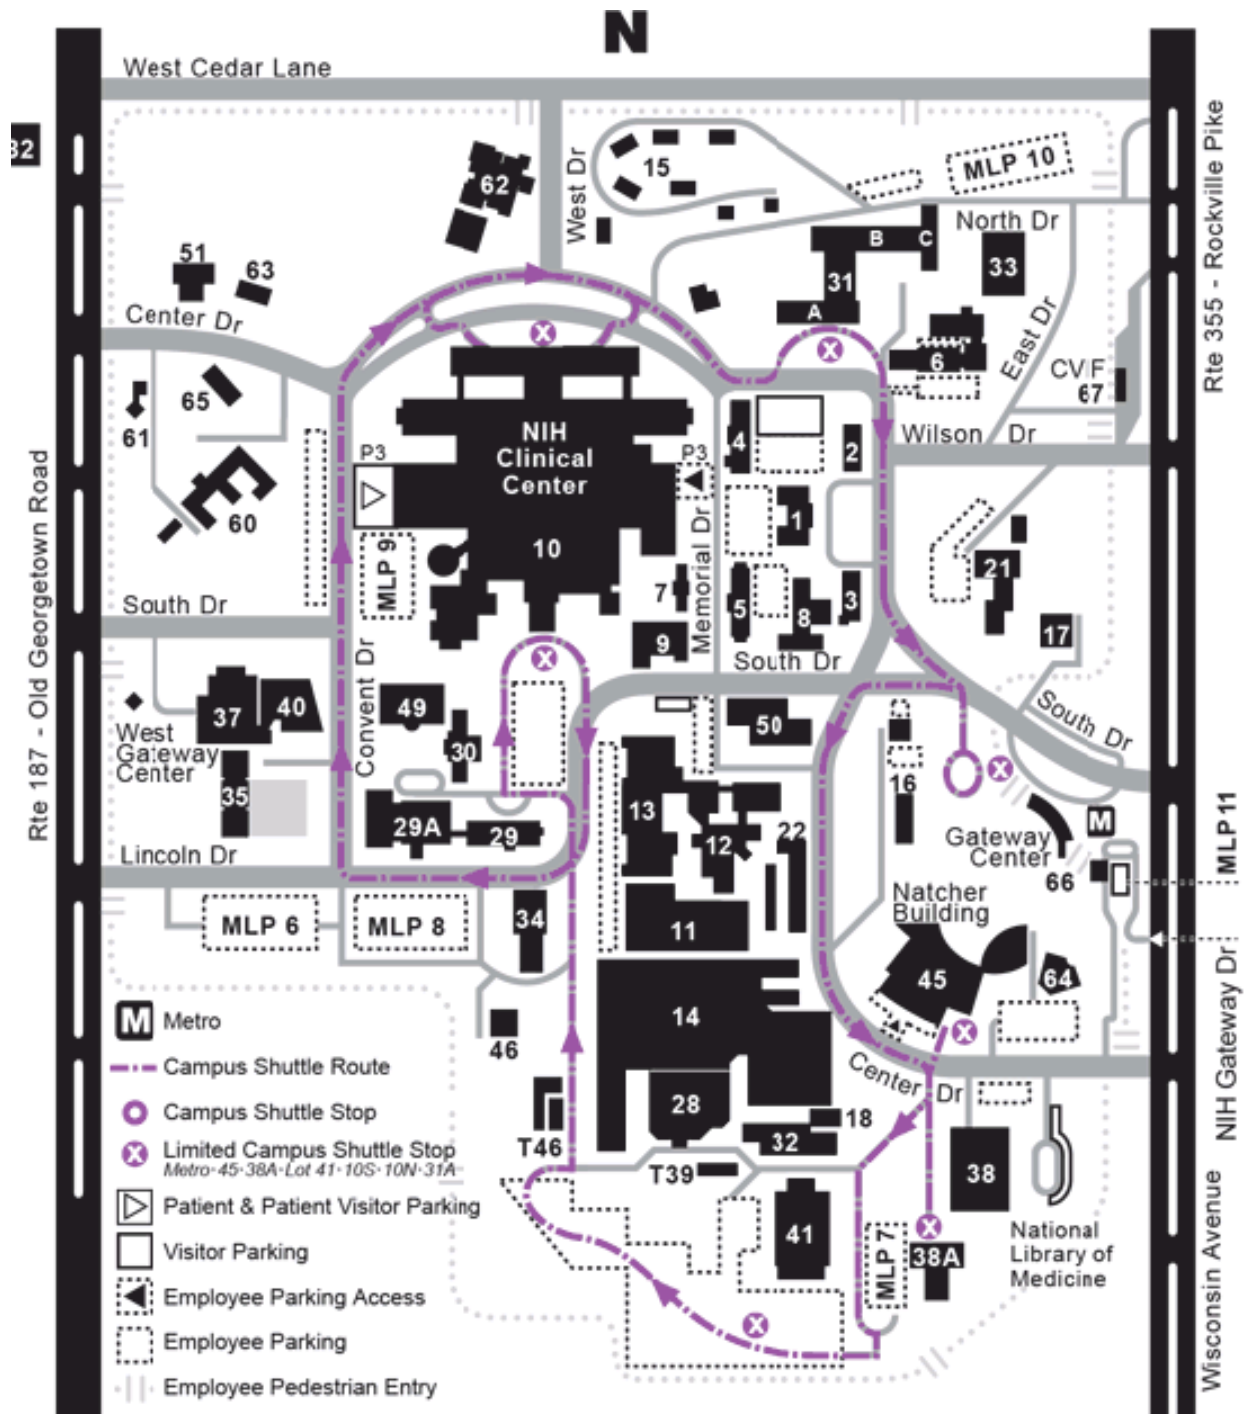 N
West Cedar Lane
32
62
West Dr
15
MLP 10
Rte 355 - Rockville Pike
North Dr
B
C
33
31
A
51
63
Center Dr
6
East Dr
CVIF
67
65
61
P3
NIH
Clinical
Center
P3
4
2
Wilson Dr
60
10
1
MLP 9
Memorial Dr
7
5
8
3
21
17
9
South Dr
South Dr
South Dr
Rte 187 - Old Georgetown Road
Convent Dr
37
40
49
30
50
West
Gateway
Center
35
29A
29
13
12
22
16
M
Gateway
Center
66
MLP11
Lincoln Dr
MLP 6
MLP 8
34
11
Natcher
Building
45
64
NIH Gateway Dr
46
14
Center Dr
28
18
32
T46
T39
38
41
MLP 7
38A
National
Library of
Medicine
Wisconsin Avenue
M Metro
Campus Shuttle Route
Campus Shuttle Stop
X Limited Campus Shuttle Stop
Metro-45-38A-Lot 41-10S-10N-31A
Patient & Patient Visitor Parking
Visitor Parking
Employee Parking Access
Employee Parking
Employee Pedestrian Entry